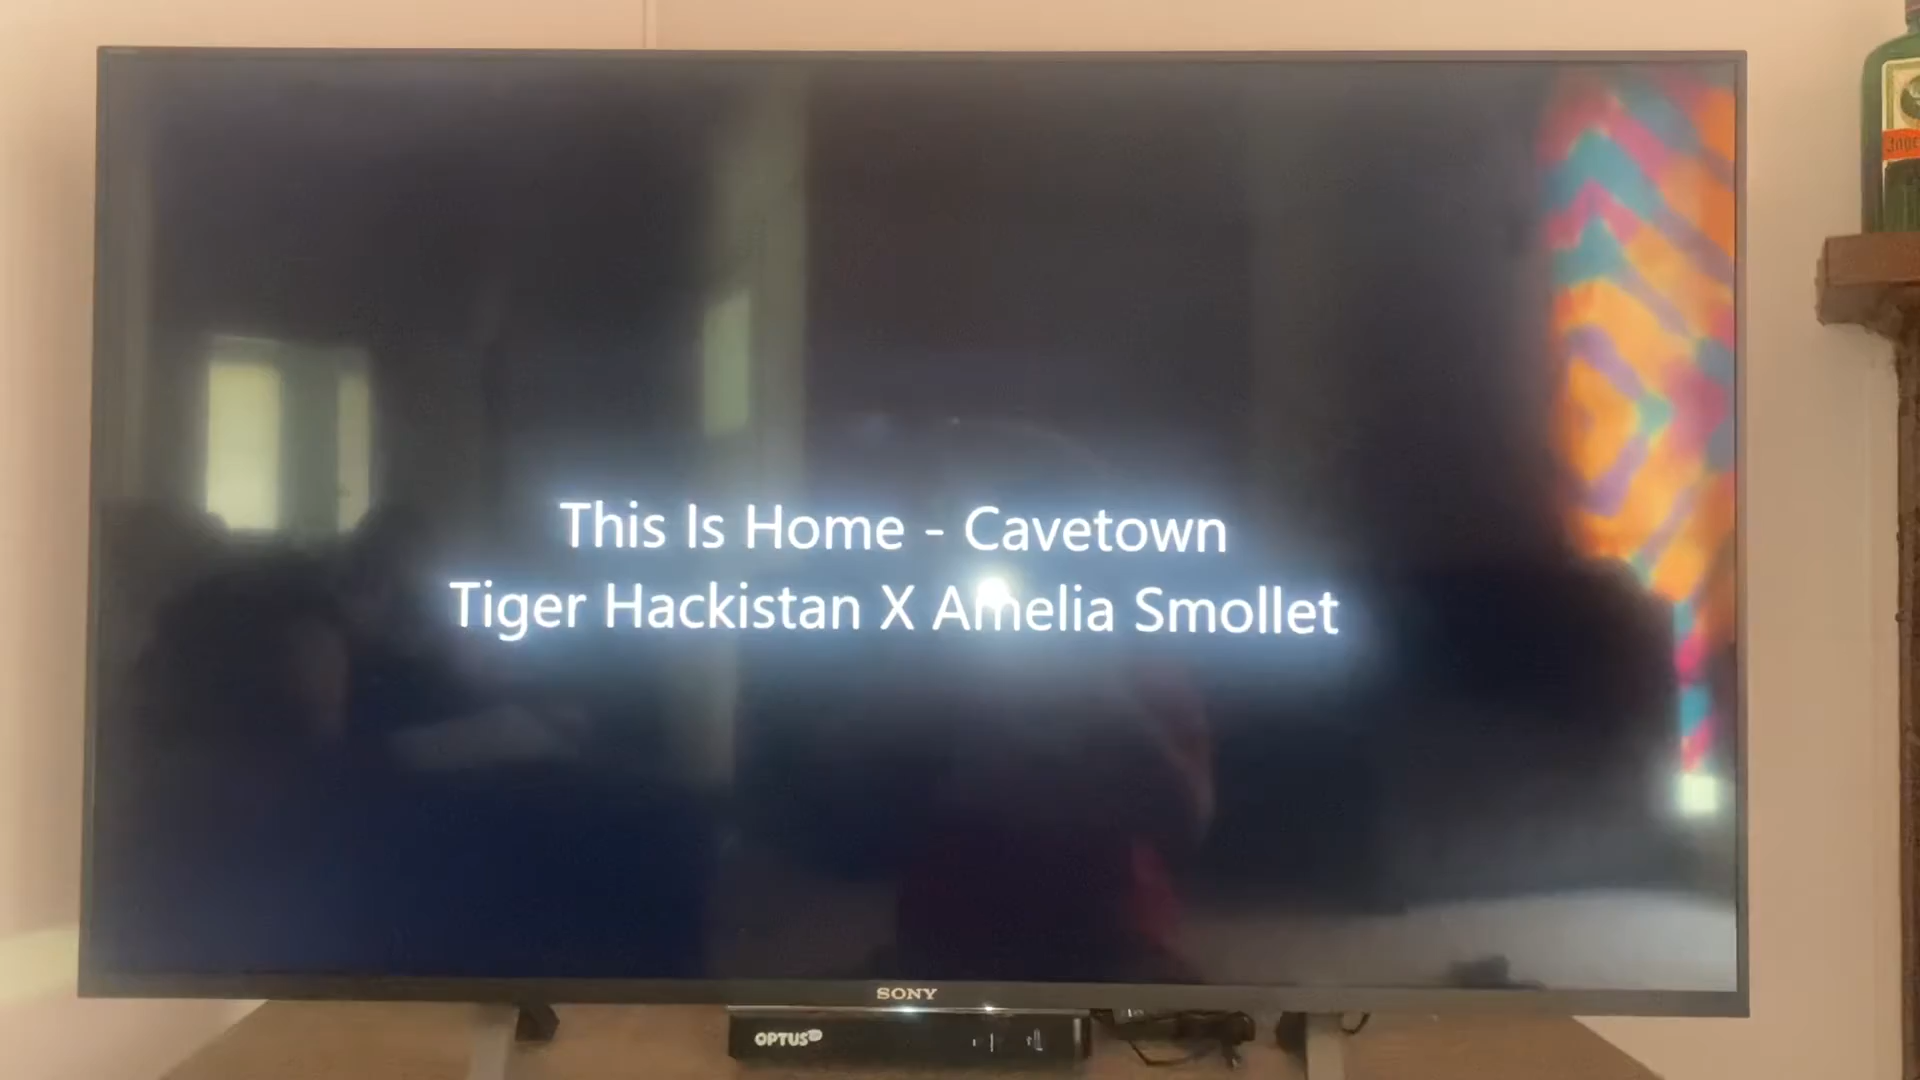 This Is Home - Cavetown
Tiger Hackistan X Amelia Smollet
SONY
OPTUS